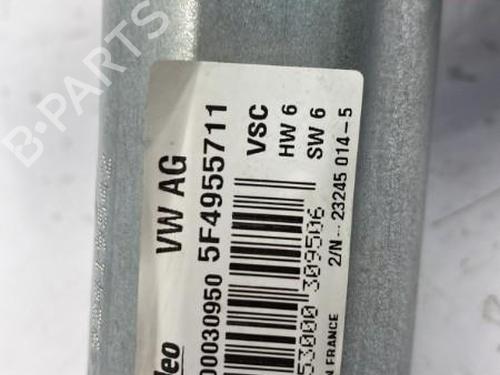 B-PARTS
VW AG
00030950 5F4955711
VSC
HW 6
SW 6
53000 309506
2/N-- 23245 014-5
FRANCE